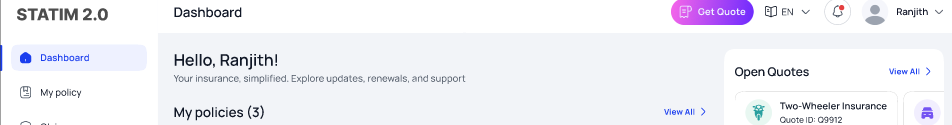 STATIM 2.0
Dashboard
Get Quote
EN
Ranjith
Dashboard
My policy
Hello, Ranjith!
Your insurance, simplified. Explore updates, renewals, and support
My policies (3)
View All
Open Quotes
View All
Two-Wheeler Insurance
Quote ID: Q9912